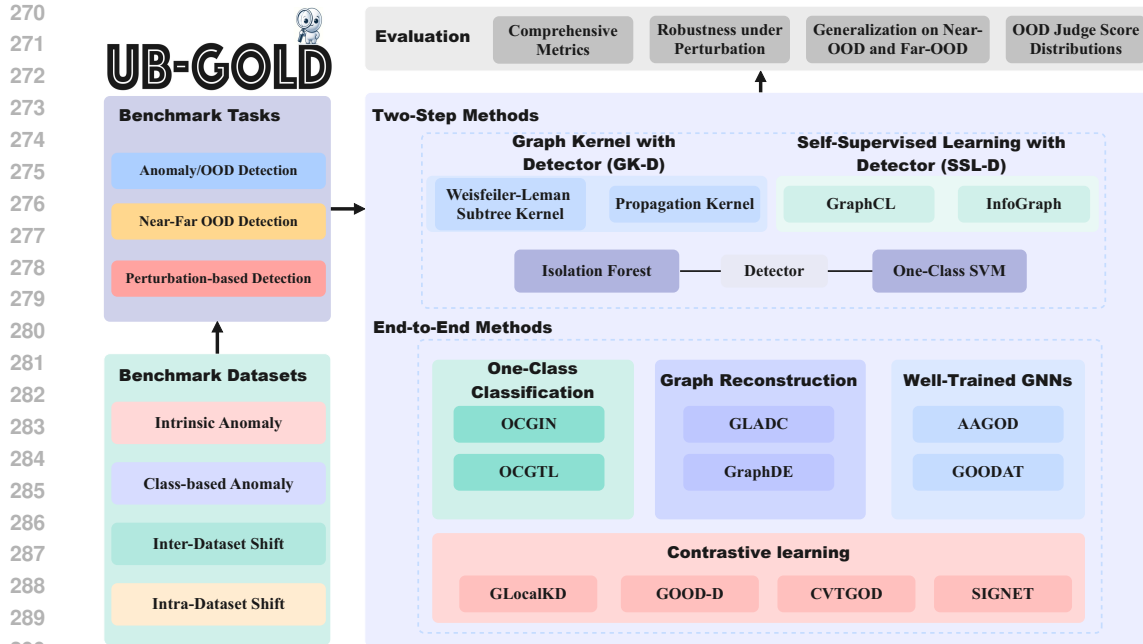 270
271
272
273
274
275
276
277
278
279
280
281
282
283
284
285
286
287
288
289
UB-GOLD
Evaluation
Comprehensive
Metrics
Robustness under
Perturbation
Generalization on Near-
OOD and Far-OOD
OOD Judge Score
Distributions
Benchmark Tasks
Anomaly/OOD Detection
Near-Far OOD Detection
Perturbation-based Detection
Benchmark Datasets
Intrinsic Anomaly
Class-based Anomaly
Inter-Dataset Shift
Intra-Dataset Shift
Two-Step Methods
Graph Kernel with
Detector (GK-D)
Weisfeiler-Leman
Subtree Kernel
Propagation Kernel
Self-Supervised Learning with
Detector (SSL-D)
GraphCL
InfoGraph
Isolation Forest
Detector
One-Class SVM
End-to-End Methods
One-Class
Classification
OCGIN
OCGTL
Graph Reconstruction
GLADC
GraphDE
Well-Trained GNNs
AAGOD
GOODAT
Contrastive learning
GLocalKD
GOOD-D
CVTGOD
SIGNET